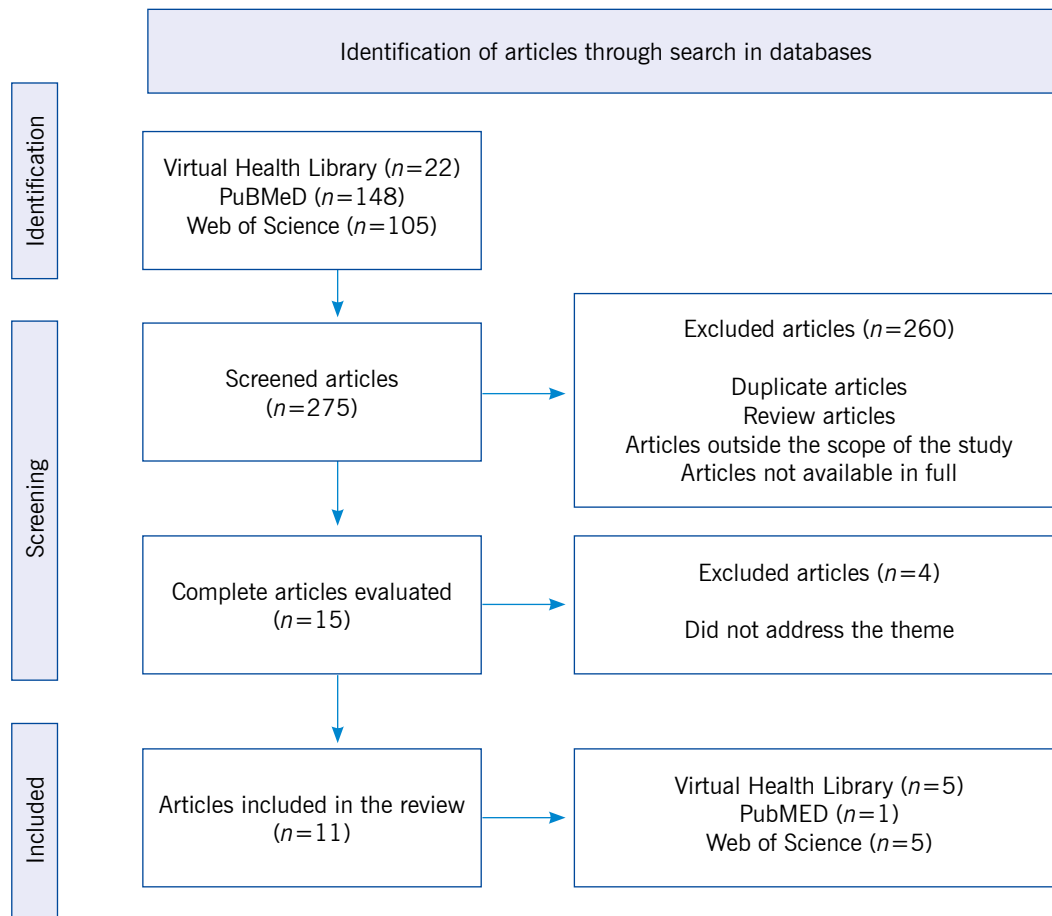 Identification of articles through search in databases
Identification
Virtual Health Library (n=22)
PuBMeD (n=148)
Web of Science (n=105)
Screening
Screened articles
(n=275)
Excluded articles (n=260)
Duplicate articles
Review articles
Articles outside the scope of the study
Articles not available in full
Complete articles evaluated
(n=15)
Excluded articles (n=4)
Did not address the theme
Included
Articles included in the review
(n=11)
Virtual Health Library (n=5)
PubMED (n=1)
Web of Science (n=5)